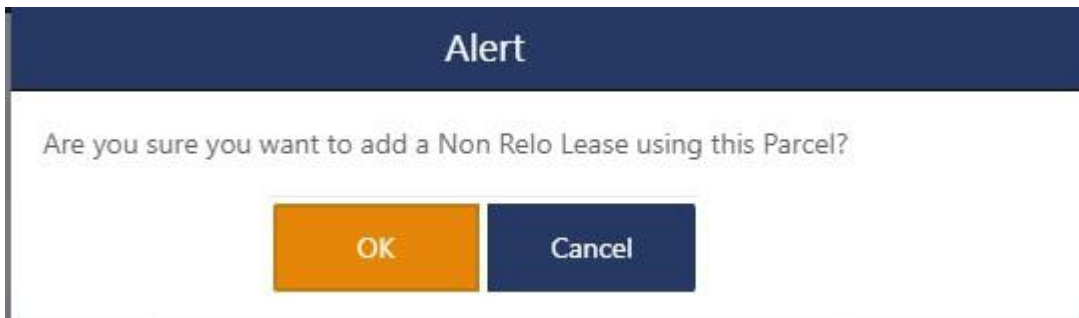 Alert
Are you sure you want to add a Non Relo Lease using this Parcel?
OK
Cancel